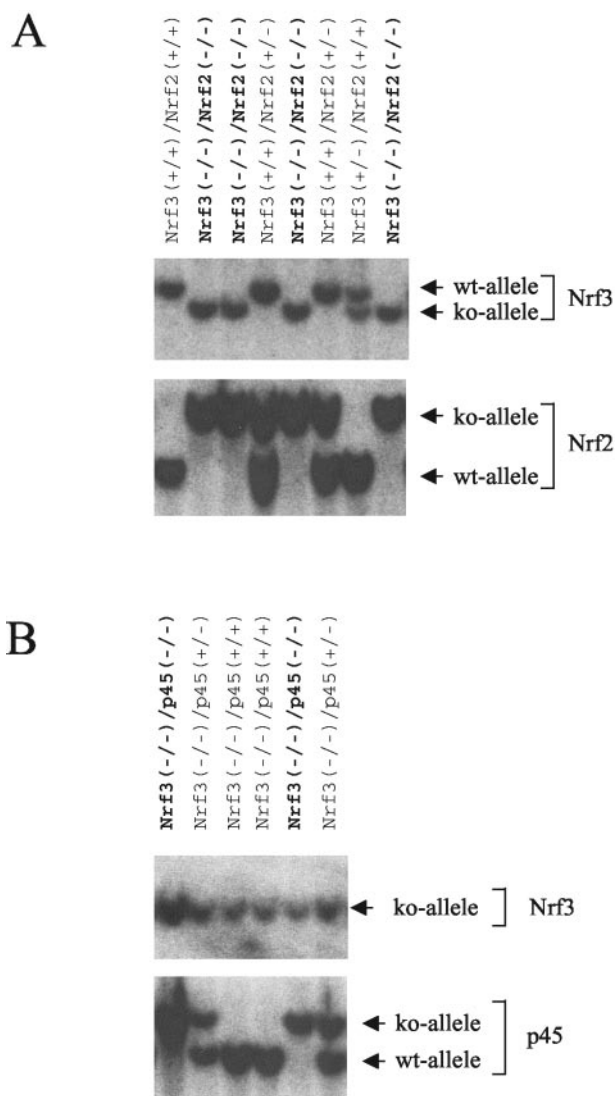 A
Nrf3(+/+)/Nrf2(+/+)
Nrf3(-/-)/Nrf2(-/-)
Nrf3(-/-)/Nrf2(-/-)
Nrf3(+/+)/Nrf2(+/-)
Nrf3(-/-)/Nrf2(-/-)
Nrf3(+/+)/Nrf2(+/-)
Nrf3(+/-)/Nrf2(+/+)
Nrf3(-/-)/Nrf2(-/-)
wt-allele
ko-allele
Nrf3
ko-allele
wt-allele
Nrf2
B
Nrf3(-/-)/p45(-/-)
Nrf3(-/-)/p45(+/-)
Nrf3(-/-)/p45(+/+)
Nrf3(-/-)/p45(+/+)
Nrf3(-/-)/p45(-/-)
Nrf3(-/-)/p45(+/-)
ko-allele
Nrf3
ko-allele
wt-allele
p45